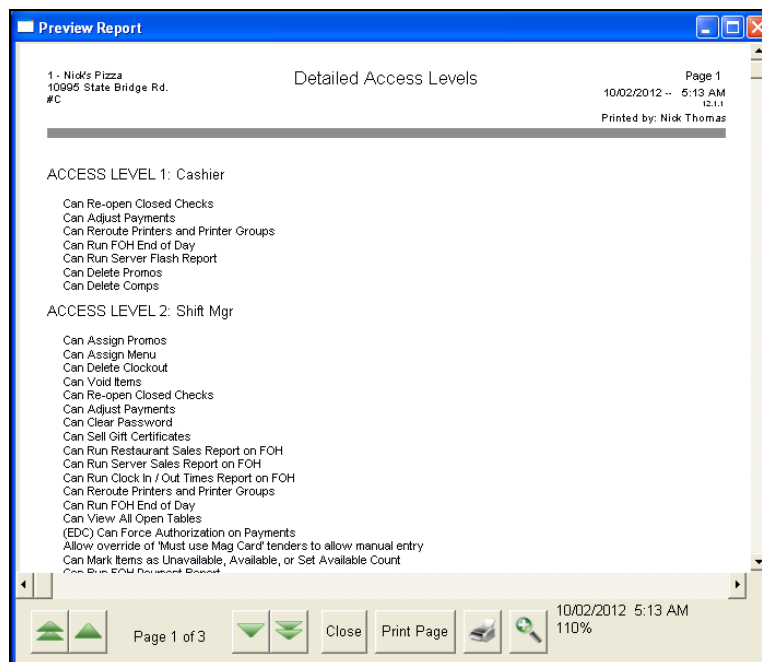 Preview Report
1 - Nick's Pizza
10995 State Bridge Rd.
#C
Detailed Access Levels
Page 1
10/02/2012 -- 5:13 AM
12.1.1
Printed by: Nick Thomas
ACCESS LEVEL 1: Cashier
Can Re-open Closed Checks
Can Adjust Payments
Can Reroute Printers and Printer Groups
Can Run FOH End of Day
Can Run Server Flash Report
Can Delete Promos
Can Delete Comps
ACCESS LEVEL 2: Shift Mgr
Can Assign Promos
Can Assign Menu
Can Delete Clockout
Can Void Items
Can Re-open Closed Checks
Can Adjust Payments
Can Clear Password
Can Sell Gift Certificates
Can Run Restaurant Sales Report on FOH
Can Run Server Sales Report on FOH
Can Run Clock In / Out Times Report on FOH
Can Reroute Printers and Printer Groups
Can Run FOH End of Day
Can View All Open Tables
(EDC) Can Force Authorization on Payments
Allow override of 'Must use Mag Card' tenders to allow manual entry
Can Mark Items as Unavailable, Available, or Set Available Count
Can Run FOH Payment Report
Page 1 of 3
Close
Print Page
10/02/2012 5:13 AM
110%